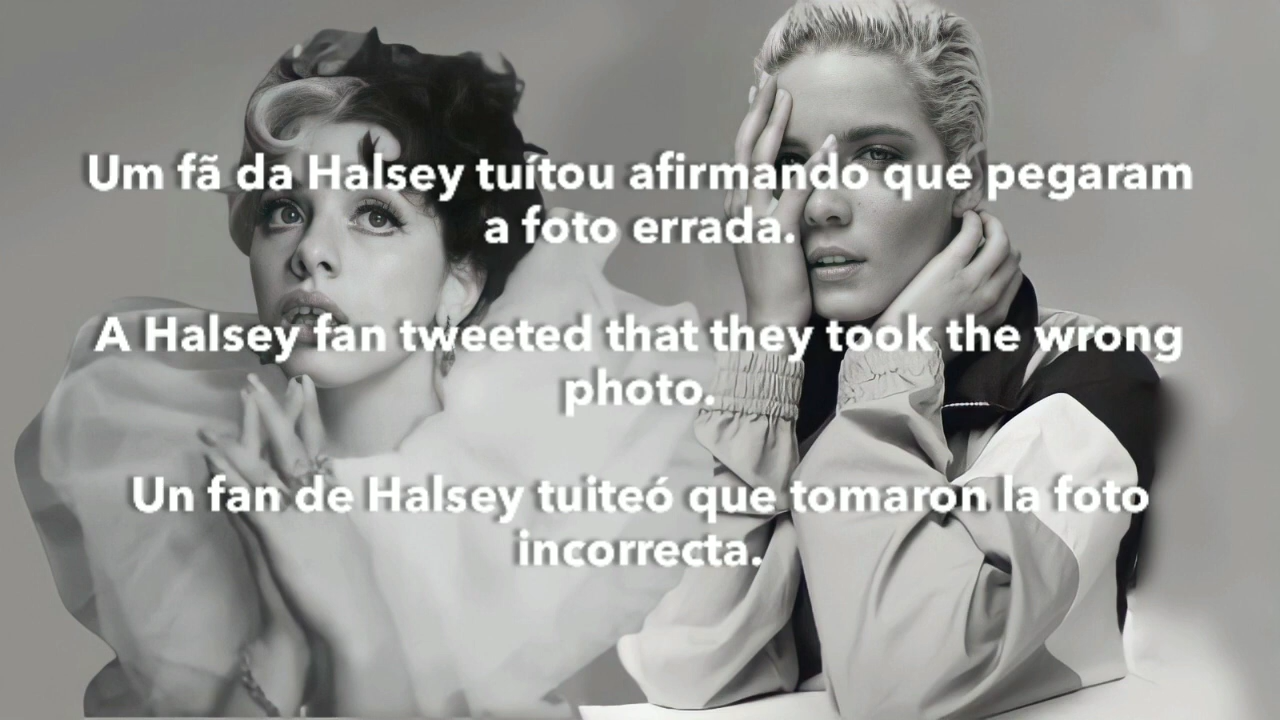 Um fã da Halsey tuítou afirmando que pegaram
a foto errada.
A Halsey fan tweeted that they took the wrong
photo.
Un fan de Halsey tuiteó que tomaron la foto
incorrecta.